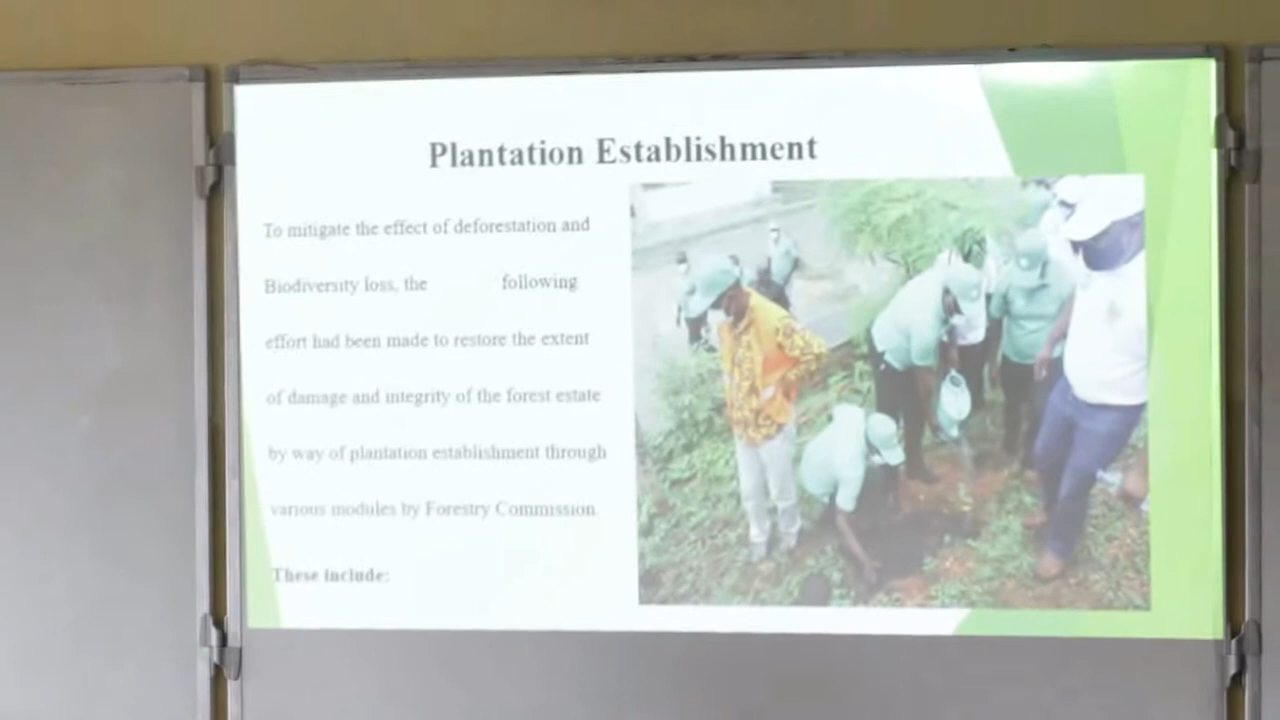 Plantation Establishment
To mitigate the effect of deforestation and
Biodiversity loss, the following
effort had been made to restore the extent
of damage and integrity of the forest estate
by way of plantation establishment through
various modules by Forestry Commission.
These include: